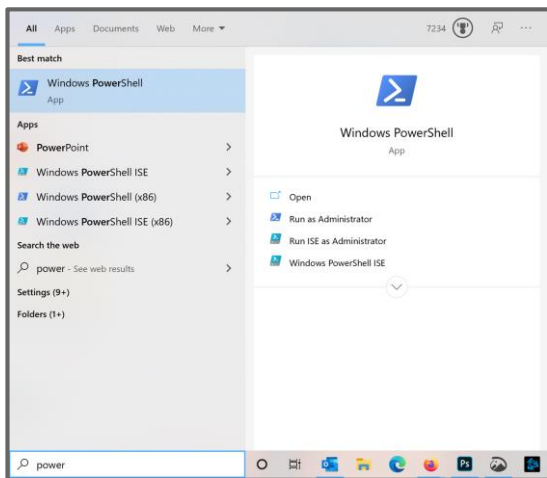 All Apps Documents Web More 7234
Best match
Windows PowerShell
App
Apps
PowerPoint
Windows PowerShell ISE
Windows PowerShell (x86)
Windows PowerShell ISE (x86)
Search the web
power - See web results
Settings (9+)
Folders (1+)
Windows PowerShell
App
Open
Run as Administrator
Run ISE as Administrator
Windows PowerShell ISE
power
Ps